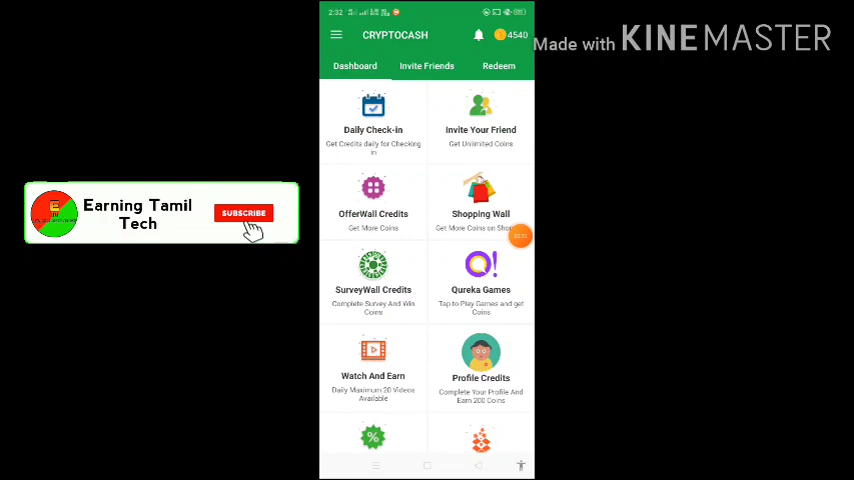 2:32
CRYPTOCASH
4540
Made with KINEMASTER
Dashboard
Invite Friends
Redeem
Daily Check-in
Get Credits daily for Checking
in
Invite Your Friend
Get Unlimited Coins
OfferWall Credits
Get More Coins
Shopping Wall
Get More Coins on
Earning Tamil
Tech
SUBSCRIBE
SurveyWall Credits
Complete Survey And Win
Coins
Qureka Games
Tap to Play Games and get
Coins
Watch And Earn
Daily Maximum 20 Videos
Available
Profile Credits
Complete Your Profile And
Earn 200 Coins